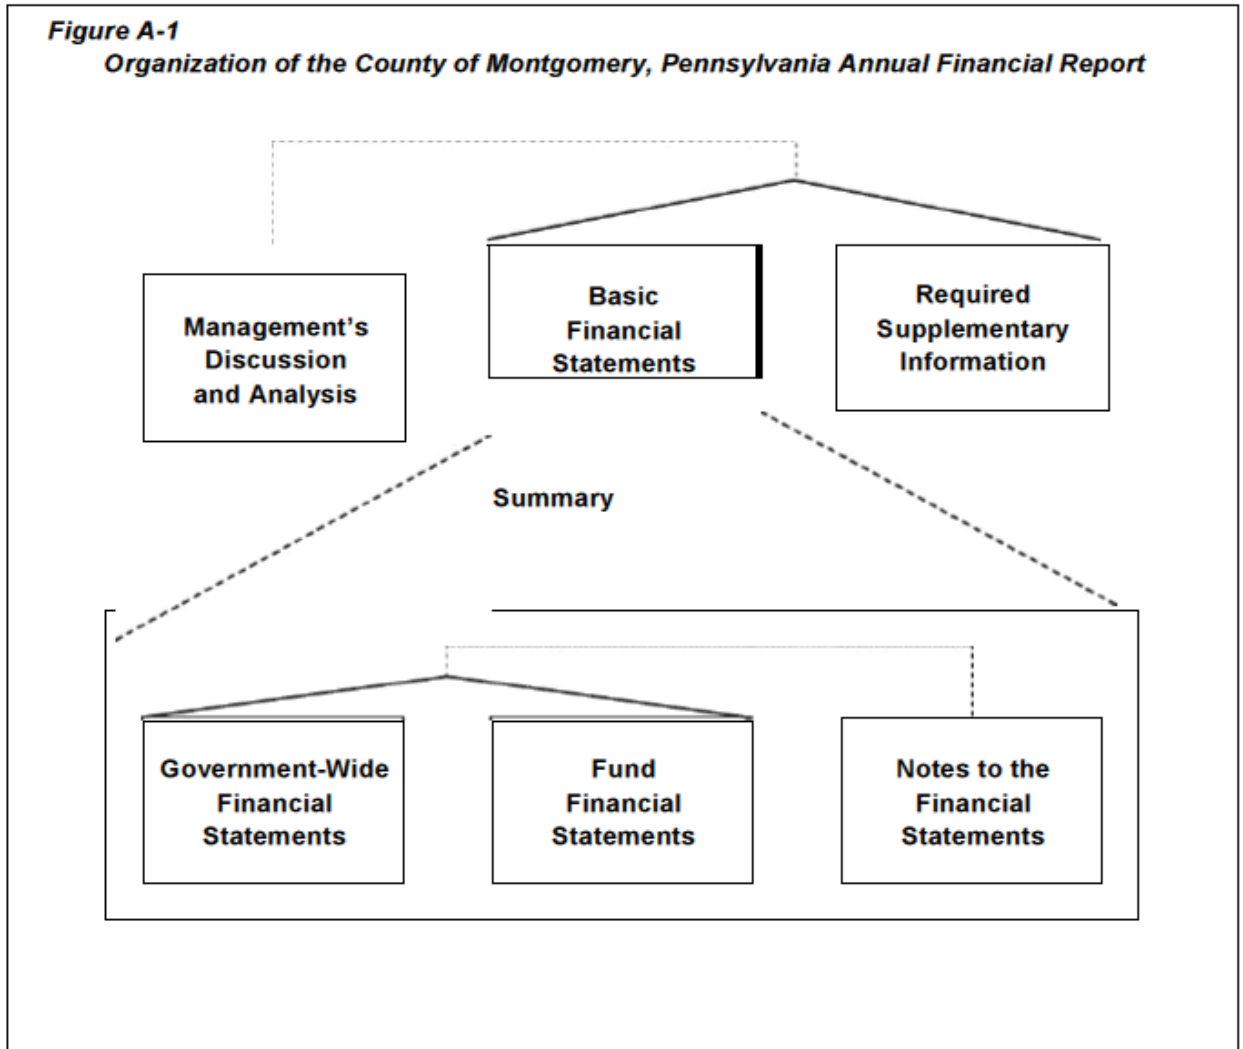 Figure A-1
Organization of the County of Montgomery, Pennsylvania Annual Financial Report
Management’s
Discussion
and Analysis
Basic
Financial
Statements
Required
Supplementary
Information
Summary
Government-Wide
Financial
Statements
Fund
Financial
Statements
Notes to the
Financial
Statements